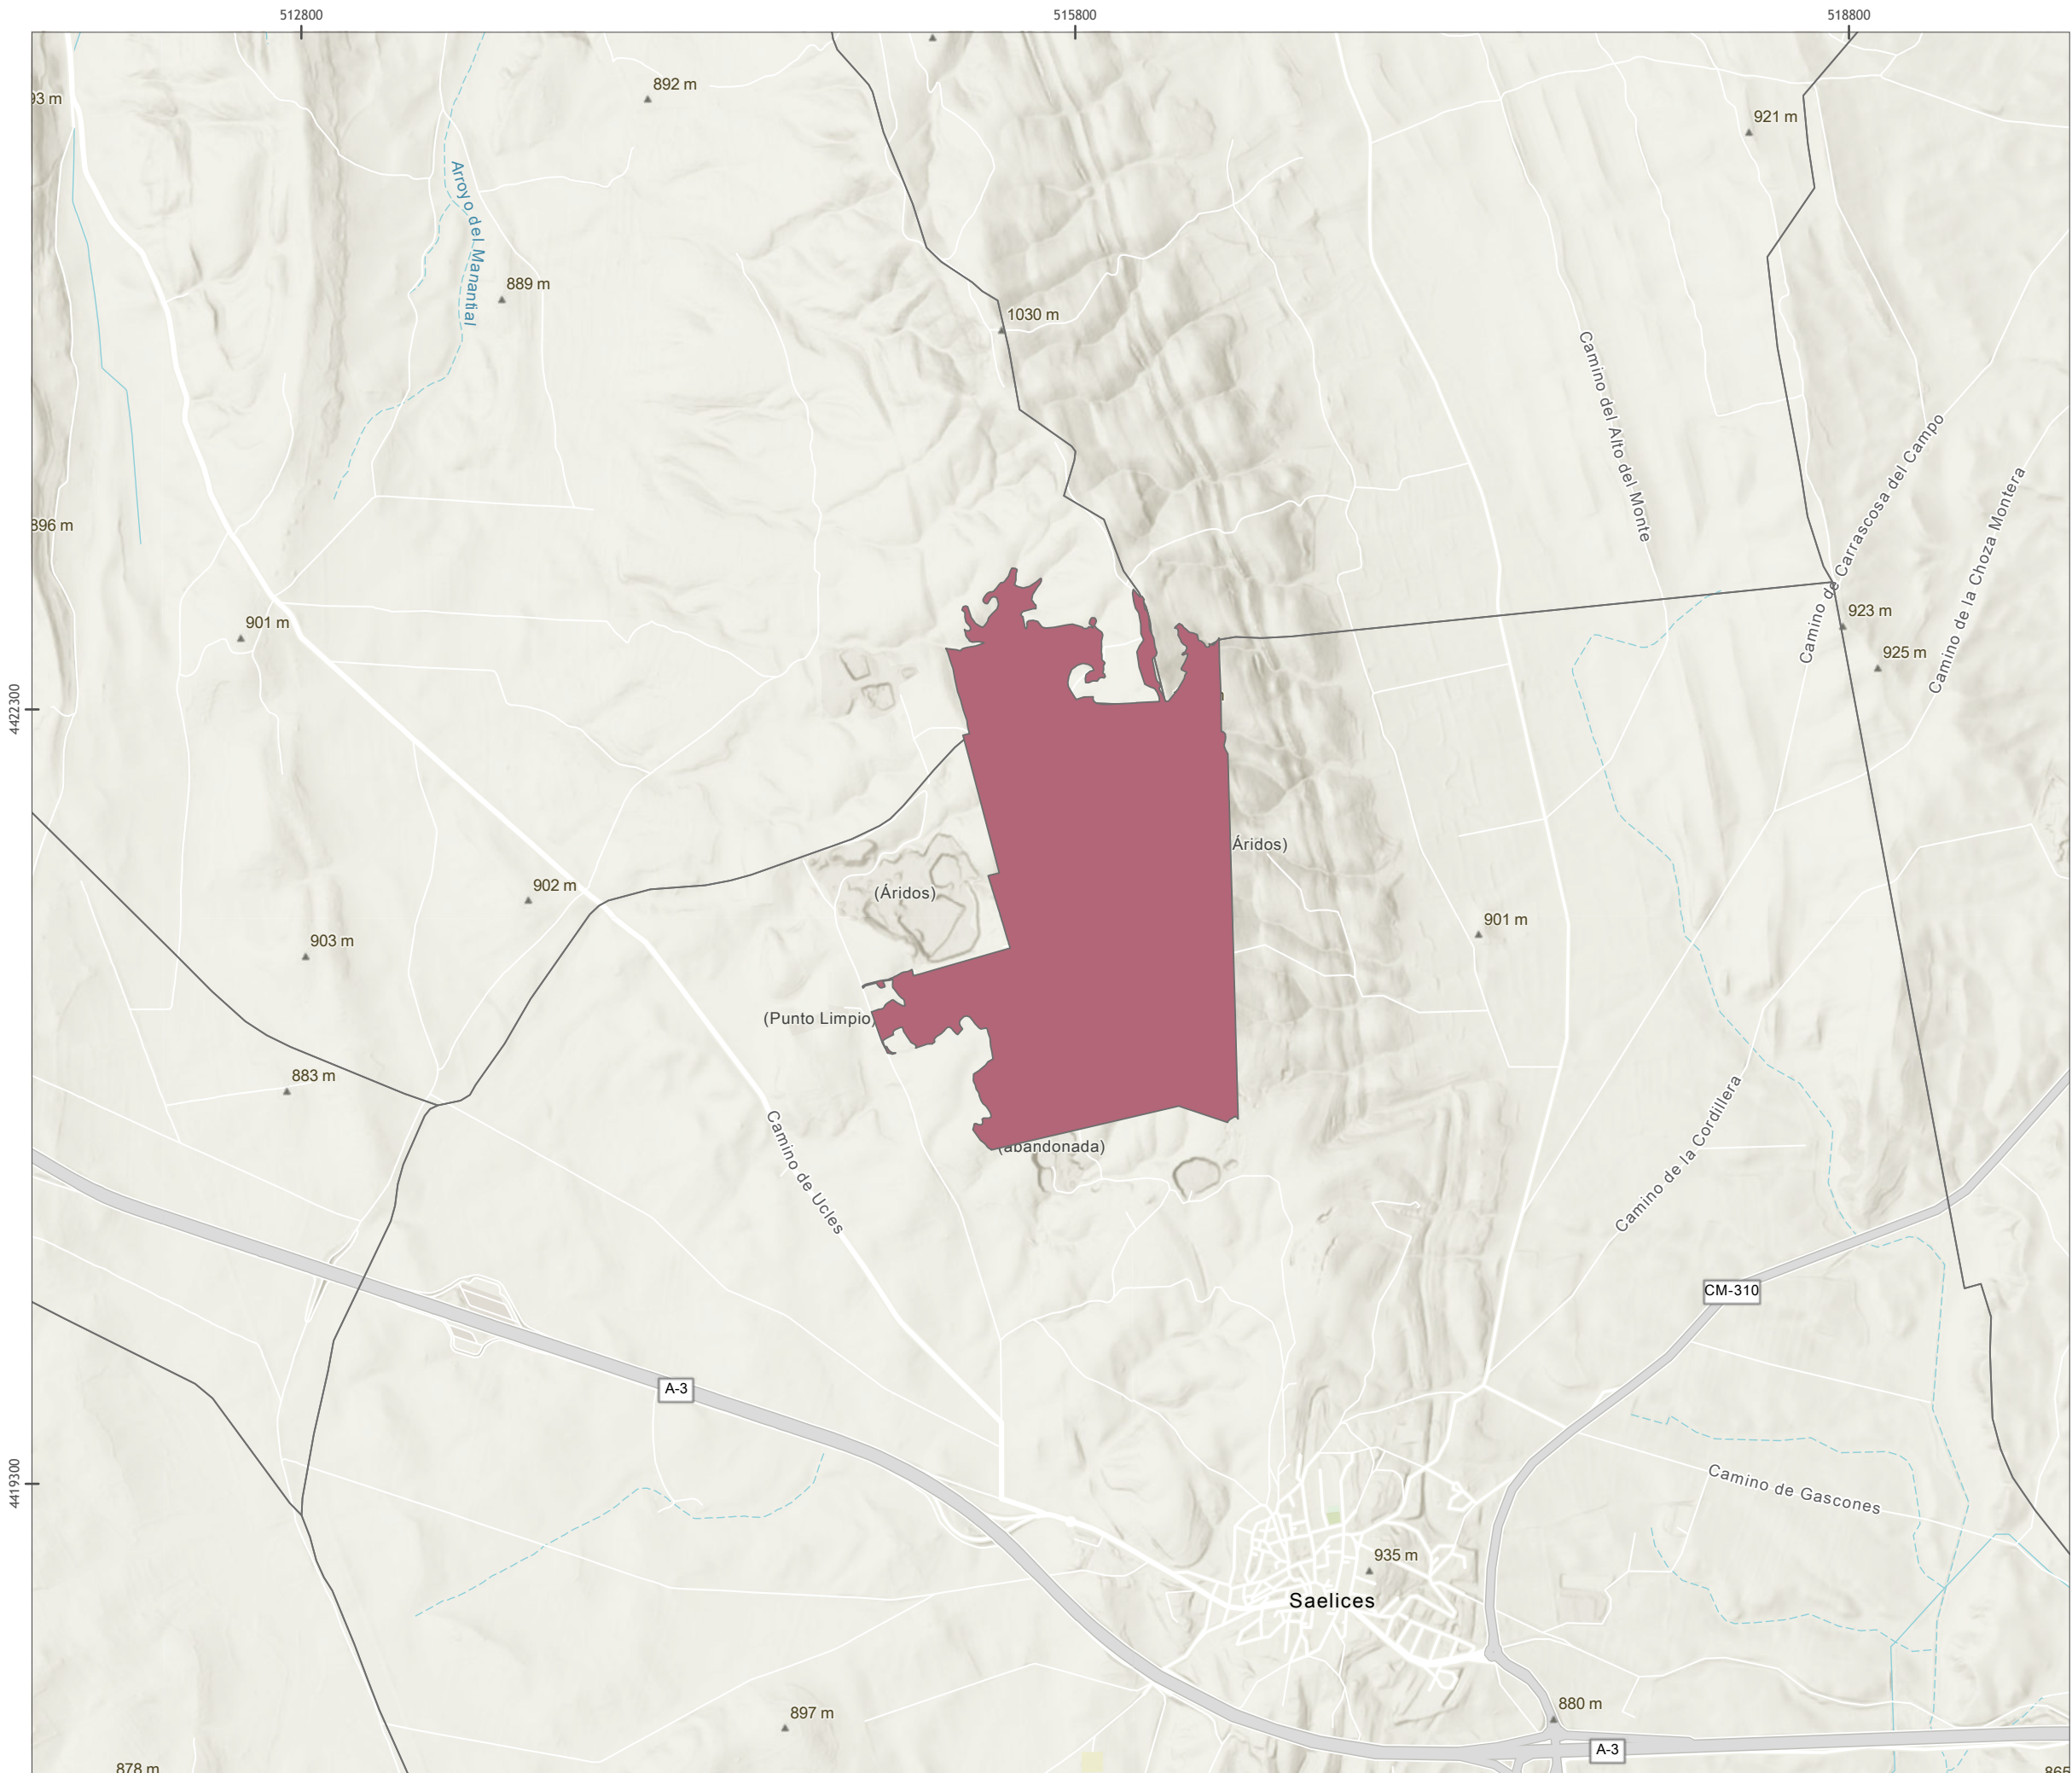 512800
515800
518800
892 m
93 m
921 m
Arroyo del Manantial
889 m
1030 m
Camino del Alto del Monte
Camino de Carrascosa del Campo
Camino de la Choza Montera
896 m
901 m
923 m
925 m
4422300
Áridos)
902 m
(Áridos)
901 m
903 m
(Punto Limpio)
883 m
Camino de Ucles
(abandonada)
Camino de la Cordillera
CM-310
A-3
4419300
Camino de Gascones
935 m
Saelices
897 m
880 m
A-3
878 m
865